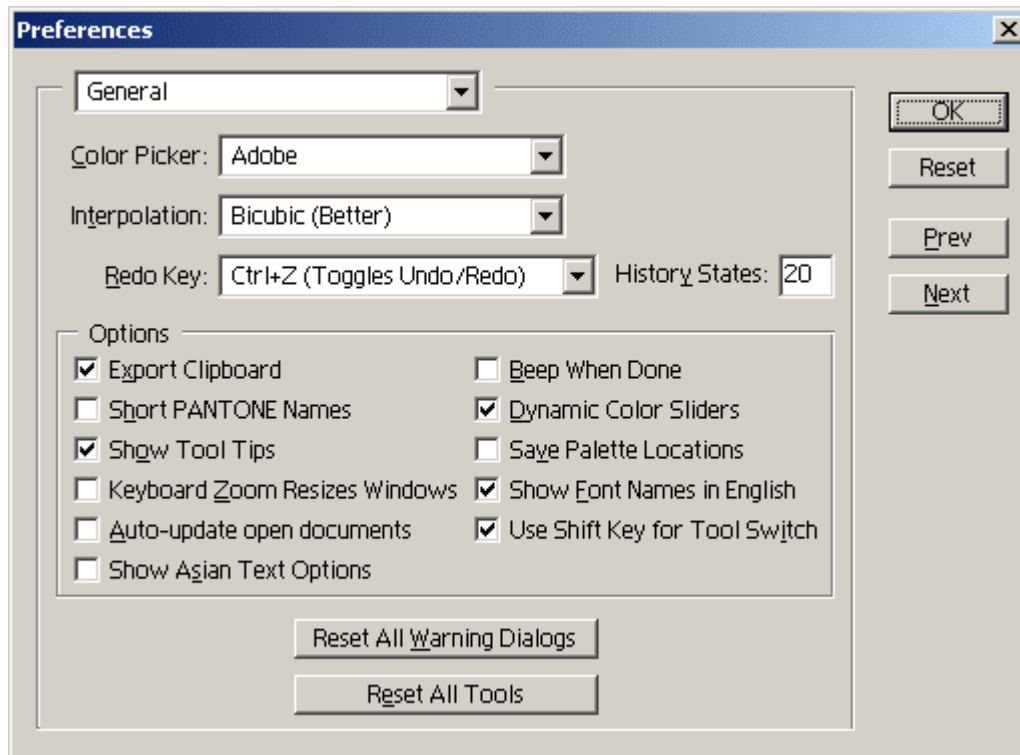 Preferences
General
OK
Color Picker: Adobe
Reset
Interpolation: Bicubic (Better)
Prev
Redo Key: Ctrl+Z (Toggles Undo/Redo) History States: 20
Next
Options
Export Clipboard
Beep When Done
Short PANTONE Names
Dynamic Color Sliders
Show Tool Tips
Save Palette Locations
Keyboard Zoom Resizes Windows
Show Font Names in English
Auto-update open documents
Use Shift Key for Tool Switch
Show Asian Text Options
Reset All Warning Dialogs
Reset All Tools